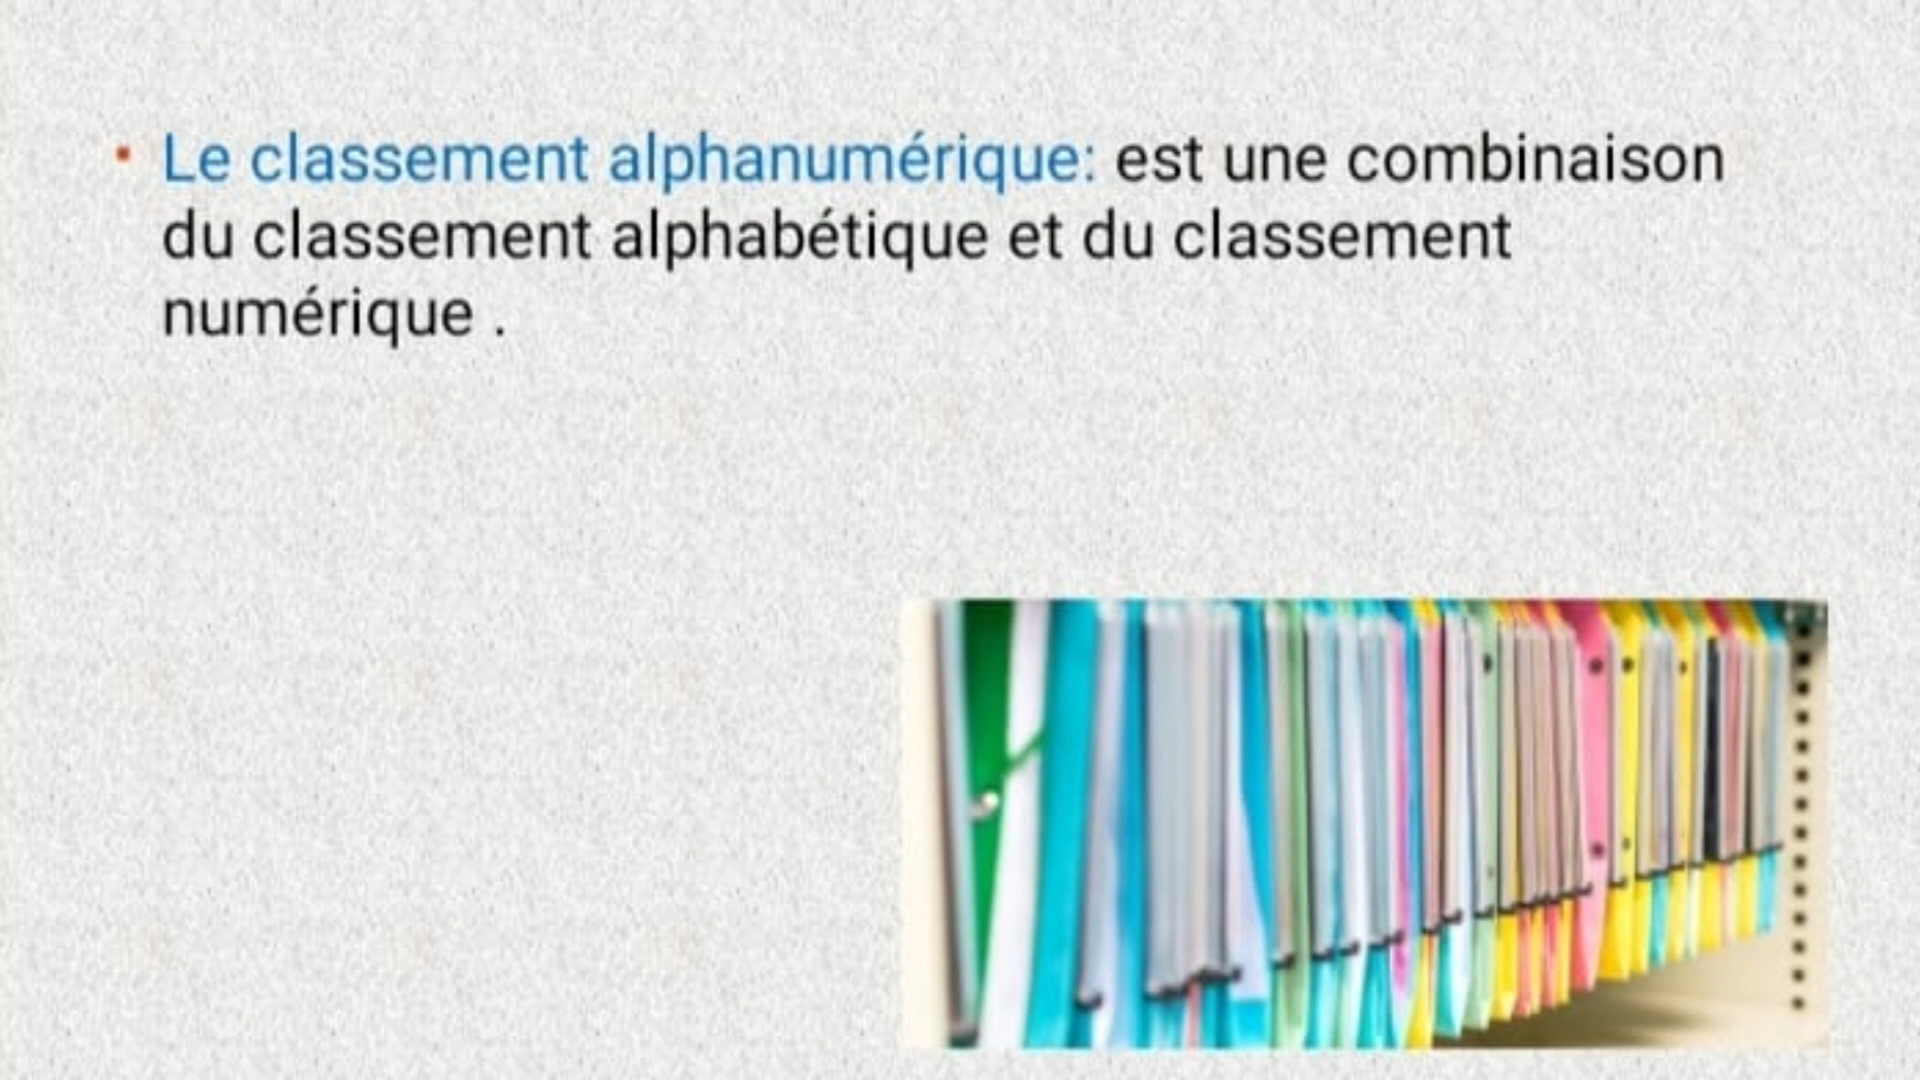 • Le classement alphanumérique: est une combinaison
du classement alphabétique et du classement
numérique .